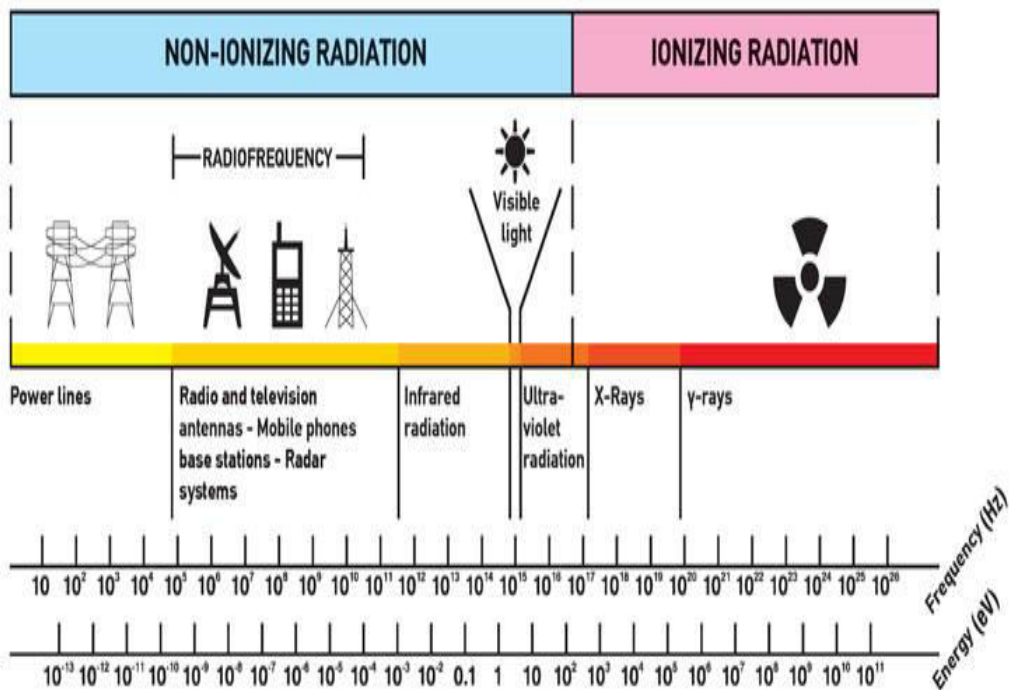 NON-IONIZING RADIATION
IONIZING RADIATION
RADIOFREQUENCY
Visible
light
Power lines
Radio and television
antennas - Mobile phones
base stations - Radar
systems
Infrared
radiation
Ultra-
violet
radiation
X-Rays
γ-rays
10 10² 10³ 10⁴ 10⁵ 10⁶ 10⁷ 10⁸ 10⁹ 10¹⁰ 10¹¹ 10¹² 10¹³ 10¹⁴ 10¹⁵ 10¹⁶ 10¹⁷ 10¹⁸ 10¹⁹ 10²⁰ 10²¹ 10²² 10²³ 10²⁴ 10²⁵ 10²⁶
Frequency (Hz)
10⁻¹³ 10⁻¹² 10⁻¹¹ 10⁻¹⁰ 10⁻⁹ 10⁻⁸ 10⁻⁷ 10⁻⁶ 10⁻⁵ 10⁻⁴ 10⁻³ 10⁻² 0.1 1 10 10² 10³ 10⁴ 10⁵ 10⁶ 10⁷ 10⁸ 10⁹ 10¹⁰ 10¹¹
Energy (eV)